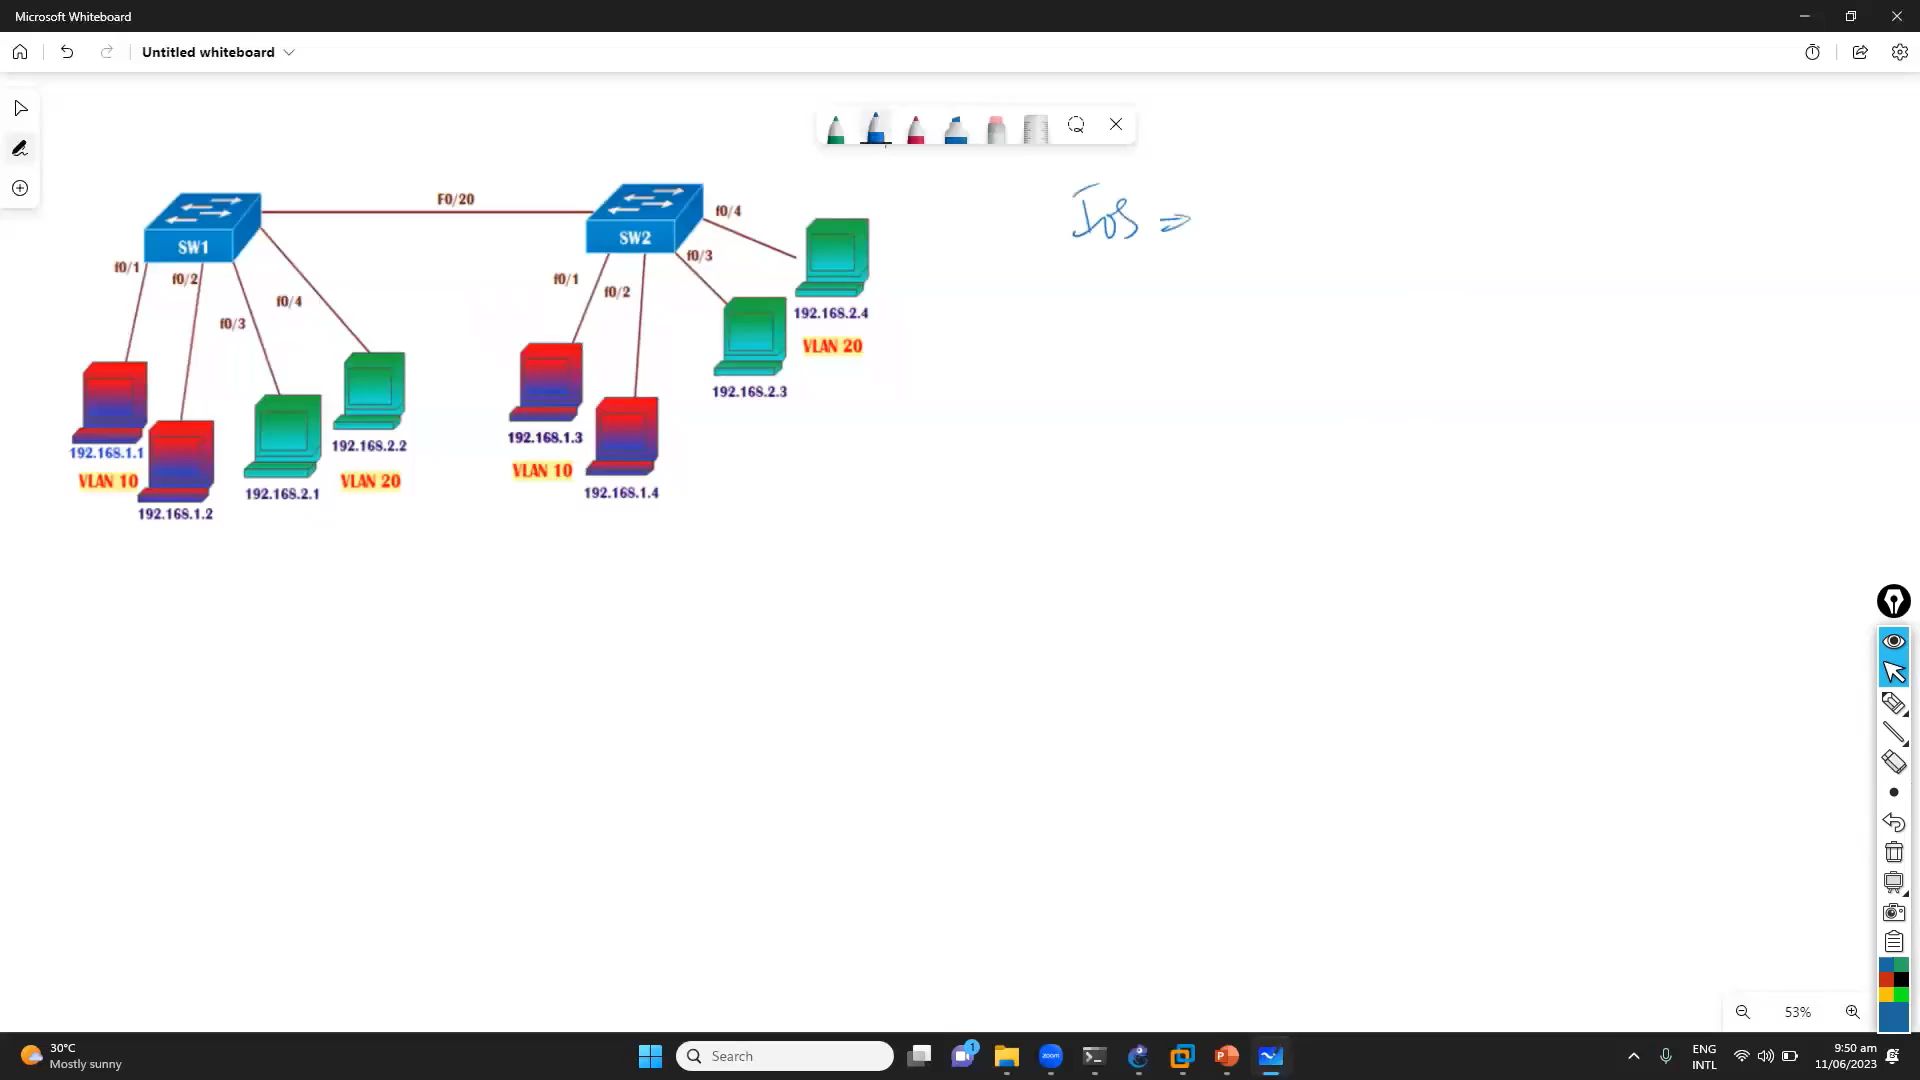 Microsoft Whiteboard
Untitled whiteboard
F0/20
SW1
SW2
f0/4
f0/3
f0/1
f0/2
f0/1
f0/2
f0/4
f0/3
192.168.2.4
VLAN 20
192.168.2.3
192.168.1.1
VLAN 10
192.168.1.2
192.168.2.1
192.168.2.2
VLAN 20
192.168.1.3
VLAN 10
192.168.1.4
IOS ⇒
53%
30°C
Mostly sunny
Search
1
zoom
ENG
INTL
9:50 am
11/06/2023